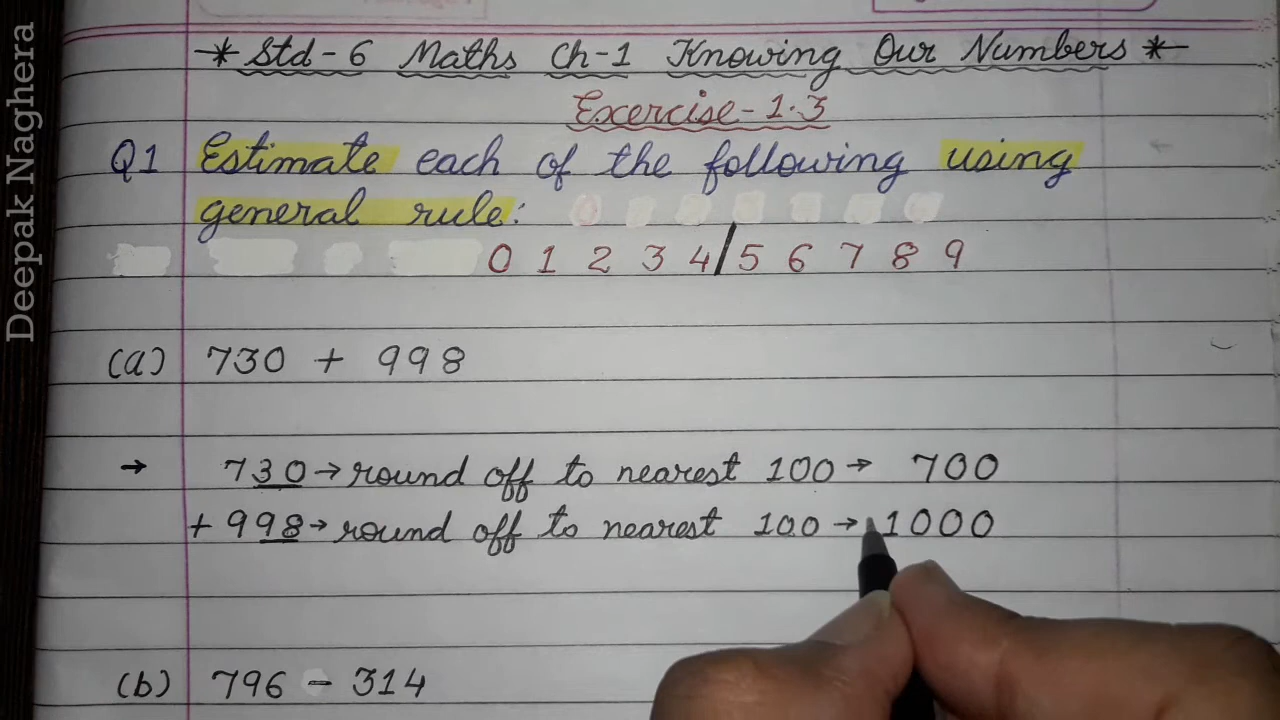 * Std-6 Maths Ch-1 Knowing Our Numbers *
Exercise-1.3
Q1 Estimate each of the following using
general rule:
0 1 2 3 4/5 6 7 8 9
(a) 730 + 998
→ 730→round off to nearest 100→ 700
+ 998→round off to nearest 100→1000
(b) 796 - 314
Deepak Naghera